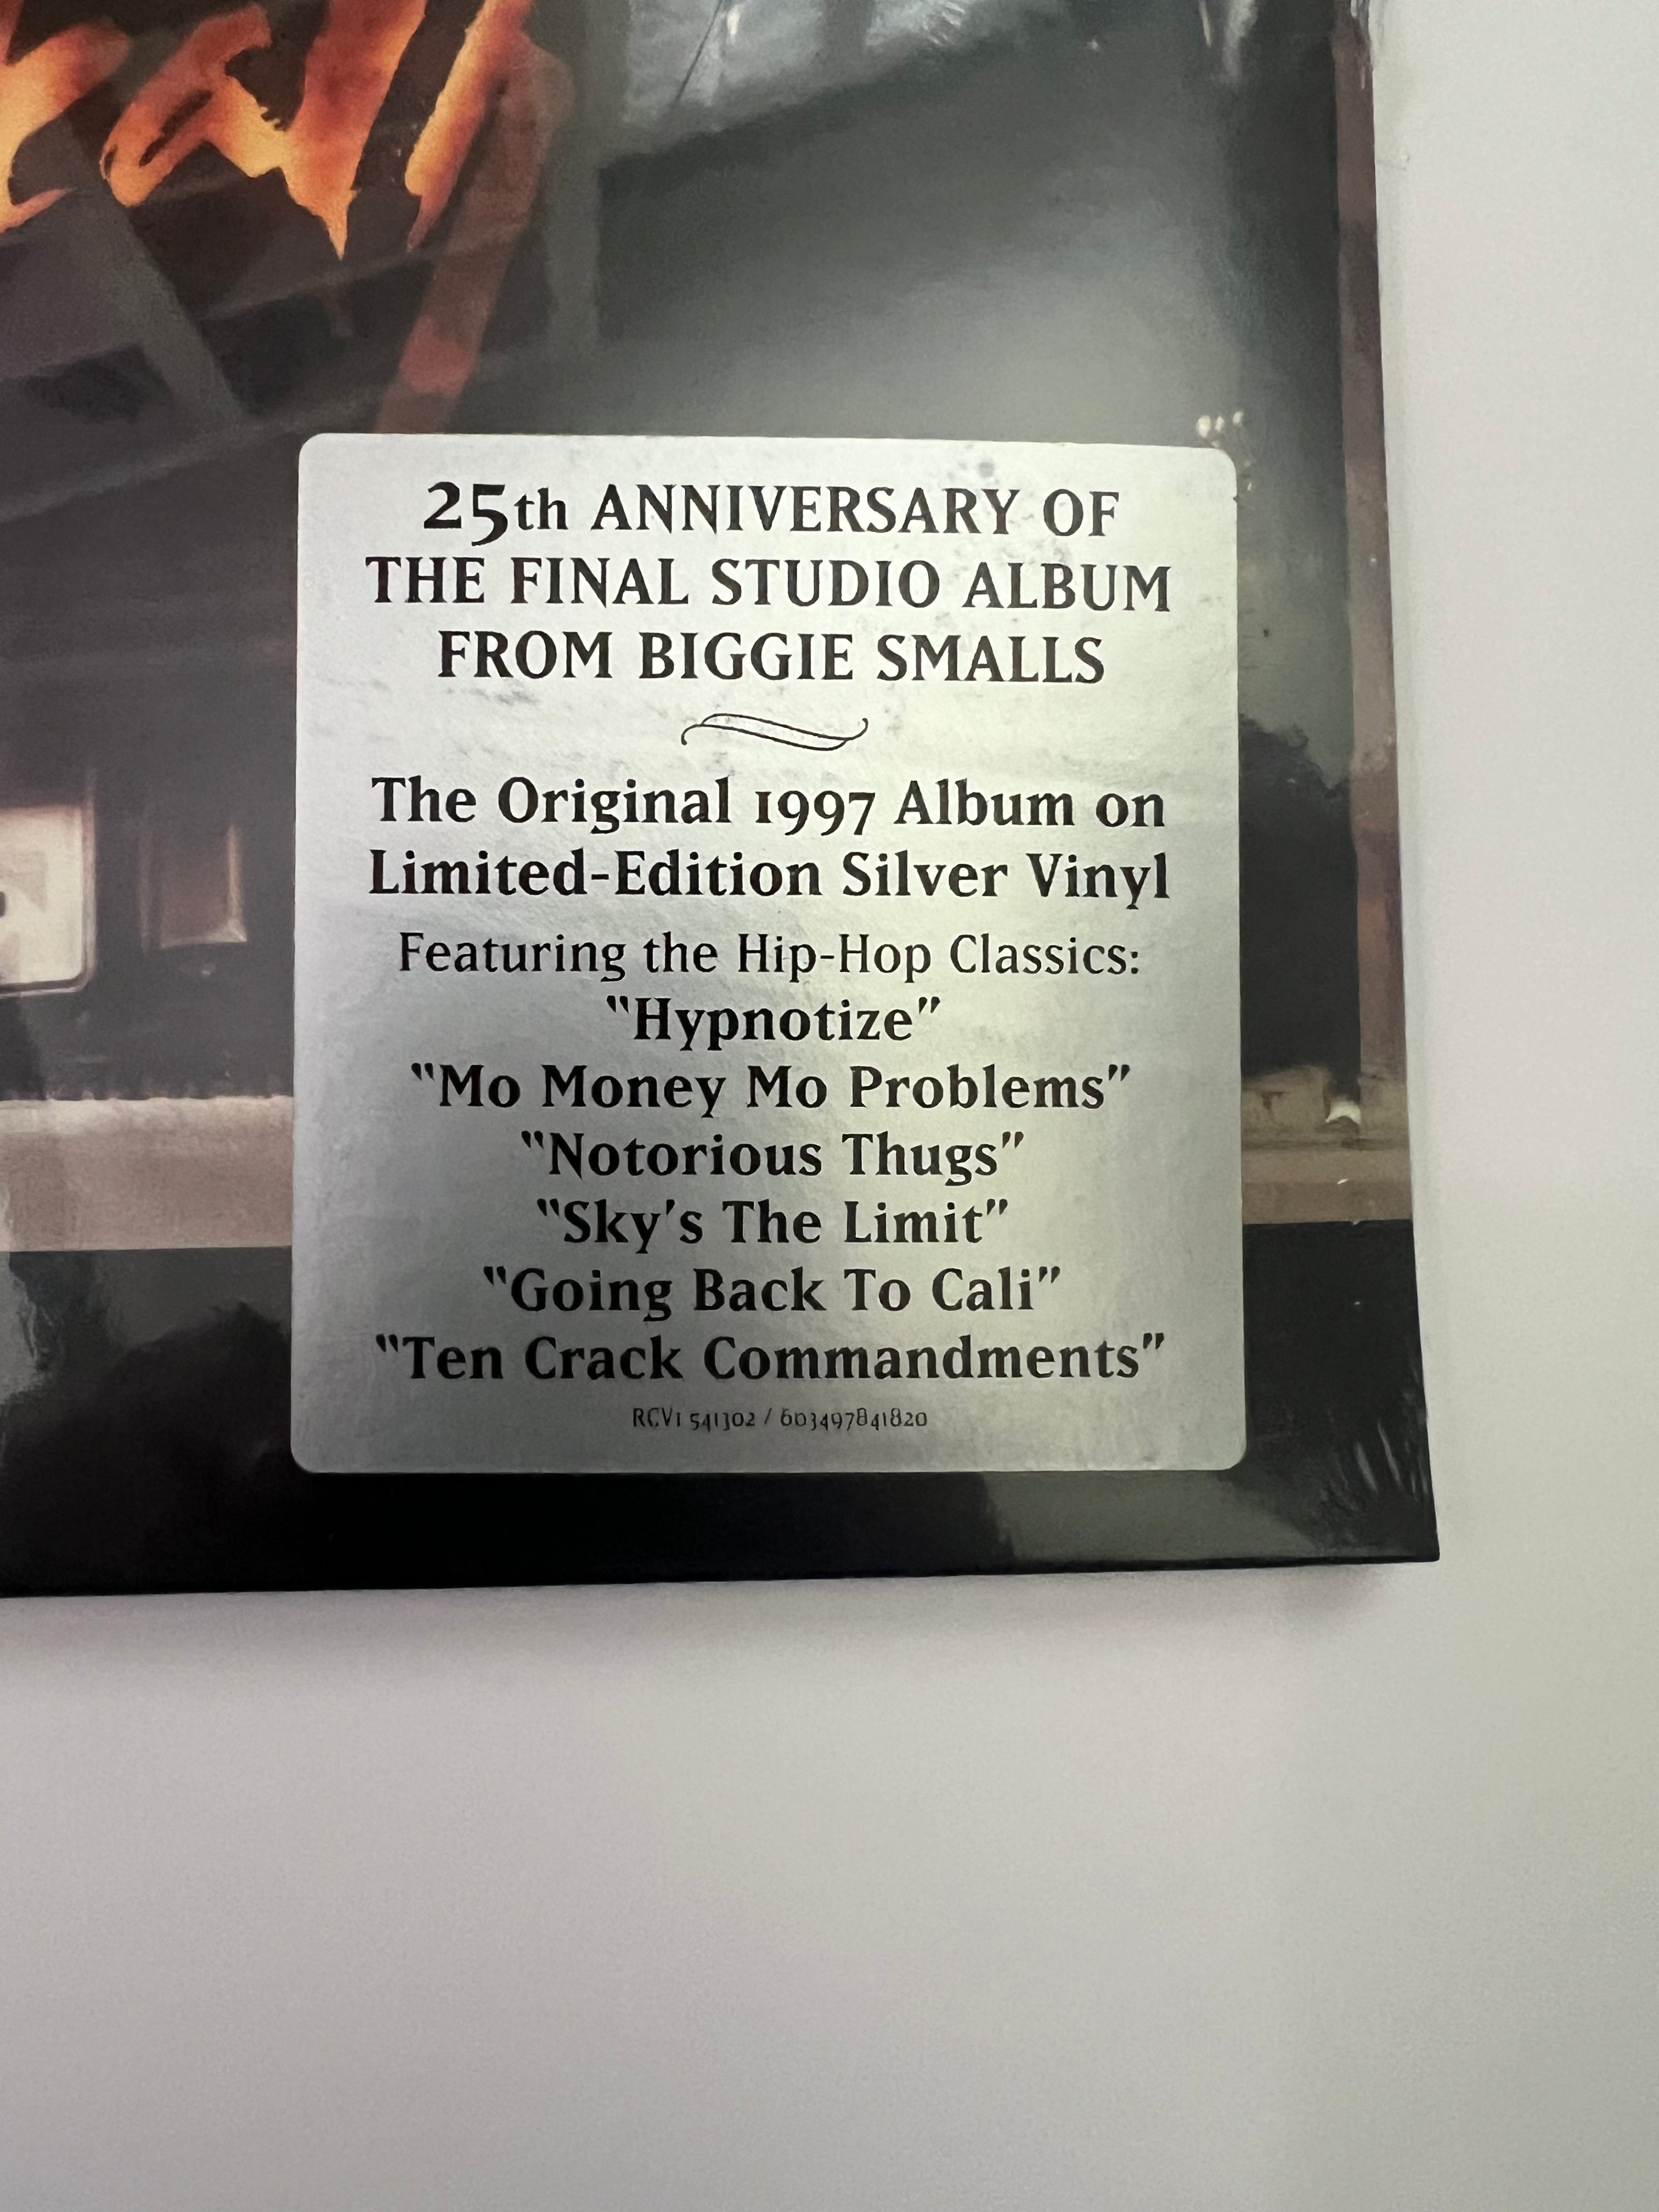 25th ANNIVERSARY OF
THE FINAL STUDIO ALBUM
FROM BIGGIE SMALLS
The Original 1997 Album on
Limited-Edition Silver Vinyl
Featuring the Hip-Hop Classics:
"Hypnotize"
"Mo Money Mo Problems"
"Notorious Thugs"
"Sky's The Limit"
"Going Back To Cali"
"Ten Crack Commandments"
RCV1 541302 / 603497841820